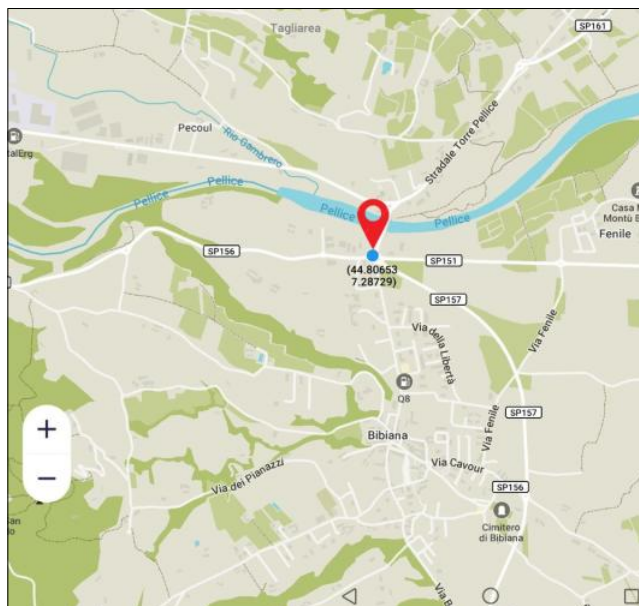 Tagliarea
SP161
Pecoul
Rio Gambrero
Stradale Torre Pellice
talErg
Pellice
Pellice
Pellice
Pellice
Casa M
Montù B
Fenile
SP156
SP151
(44.80653
7.28729)
SP157
Via della Libertà
Via Fenile
Q8
SP157
Bibiana
Via Fenile
Via Cavour
+
−
Via dei Pianazzi
SP156
Cimitero
di Bibiana
San
Via B